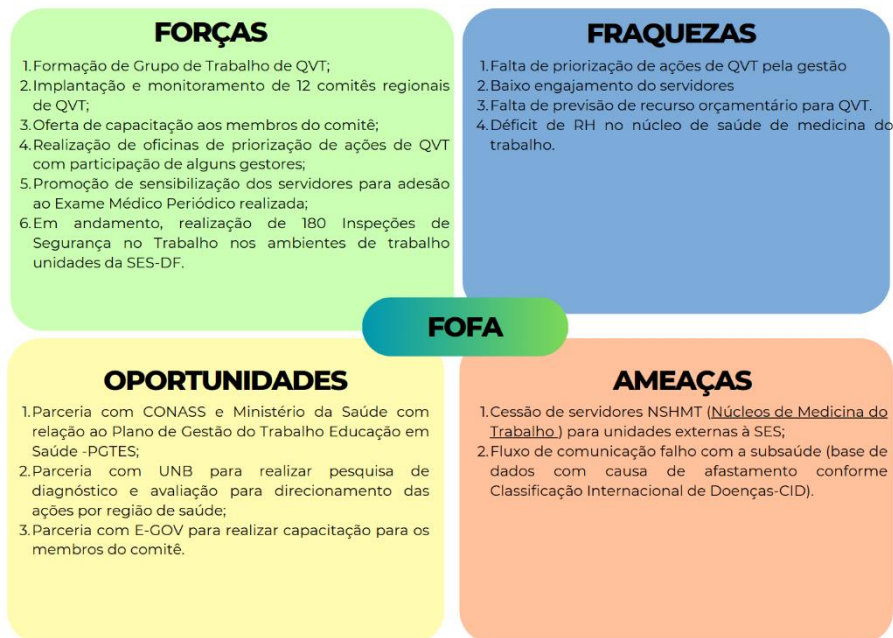 FORÇAS
1. Formação de Grupo de Trabalho de QVT;
2. Implantação e monitoramento de 12 comitês regionais
de QVT;
3. Oferta de capacitação aos membros do comitê;
4. Realização de oficinas de priorização de ações de QVT
com participação de alguns gestores;
5. Promoção de sensibilização dos servidores para adesão
ao Exame Médico Periódico realizada;
6. Em andamento, realização de 180 Inspeções de
Segurança no Trabalho nos ambientes de trabalho
unidades da SES-DF.
FRAQUEZAS
1. Falta de priorização de ações de QVT pela gestão
2. Baixo engajamento do servidores
3. Falta de previsão de recurso orçamentário para QVT.
4. Déficit de RH no núcleo de saúde de medicina do
trabalho.
FOFA
OPORTUNIDADES
1. Parceria com CONASS e Ministério da Saúde com
relação ao Plano de Gestão do Trabalho Educação em
Saúde -PGTES;
2. Parceria com UNB para realizar pesquisa de
diagnóstico e avaliação para direcionamento das
ações por região de saúde;
3. Parceria com E-GOV para realizar capacitação para os
membros do comitê.
AMEAÇAS
1. Cessão de servidores NSHMT (Núcleos de Medicina do
Trabalho ) para unidades externas à SES;
2. Fluxo de comunicação falho com a subsaúde (base de
dados com causa de afastamento conforme
Classificação Internacional de Doenças-CID).